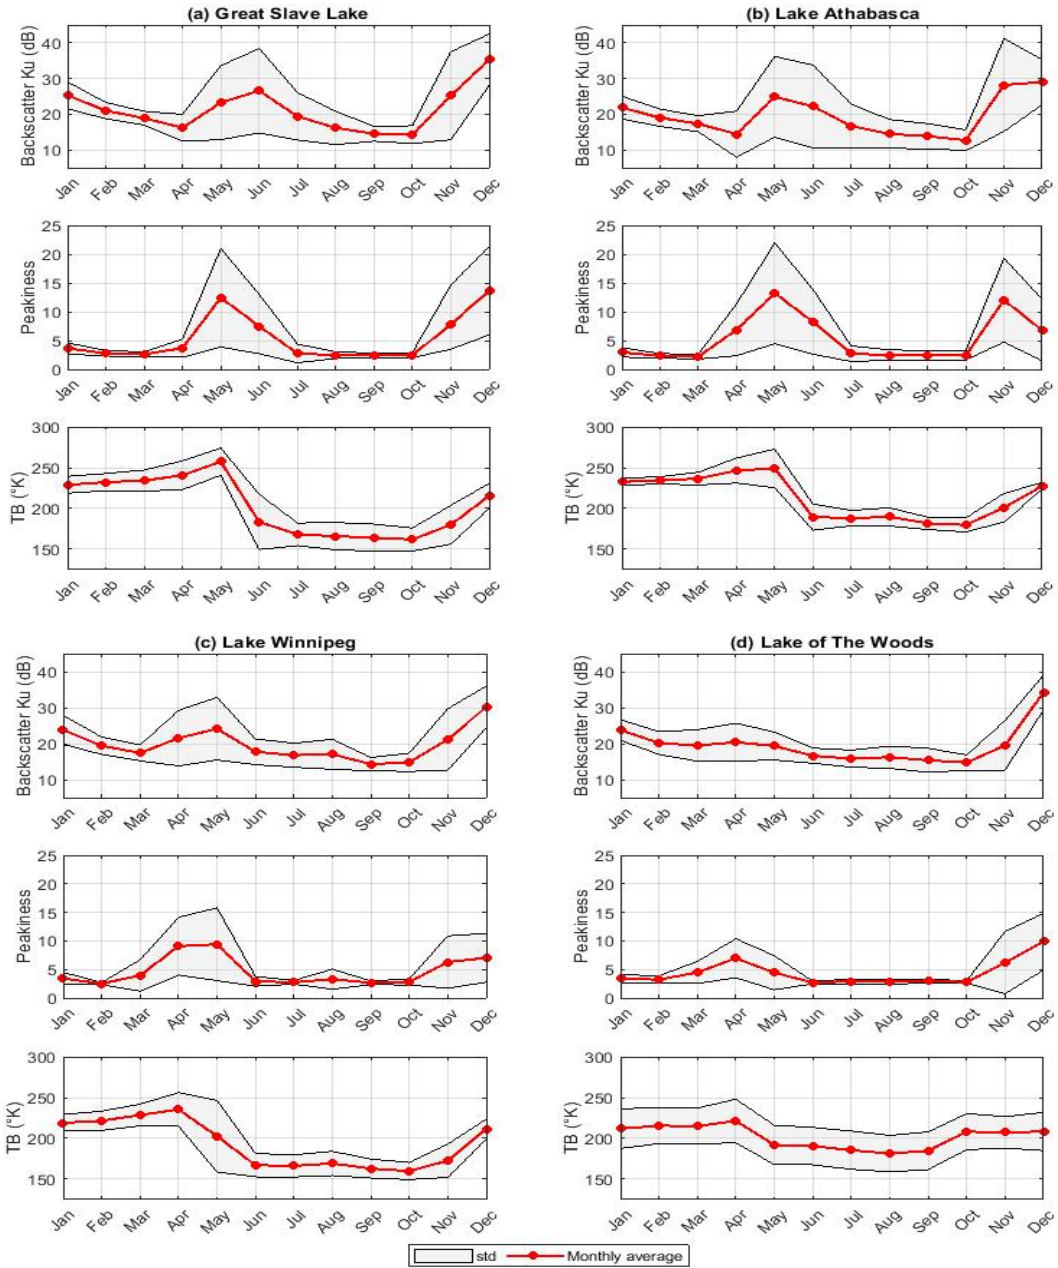 (a) Great Slave Lake
Backscatter Ku (dB)
40
30
20
10
Jan Feb Mar Apr May Jun Jul Aug Sep Oct Nov Dec
Peakiness
25
20
15
10
5
0
Jan Feb Mar Apr May Jun Jul Aug Sep Oct Nov Dec
TB (°K)
300
250
200
150
Jan Feb Mar Apr May Jun Jul Aug Sep Oct Nov Dec
(b) Lake Athabasca
Backscatter Ku (dB)
40
30
20
10
Jan Feb Mar Apr May Jun Jul Aug Sep Oct Nov Dec
Peakiness
25
20
15
10
5
0
Jan Feb Mar Apr May Jun Jul Aug Sep Oct Nov Dec
TB (°K)
300
250
200
150
Jan Feb Mar Apr May Jun Jul Aug Sep Oct Nov Dec
(c) Lake Winnipeg
Backscatter Ku (dB)
40
30
20
10
Jan Feb Mar Apr May Jun Jul Aug Sep Oct Nov Dec
Peakiness
25
20
15
10
5
0
Jan Feb Mar Apr May Jun Jul Aug Sep Oct Nov Dec
TB (°K)
300
250
200
150
Jan Feb Mar Apr May Jun Jul Aug Sep Oct Nov Dec
(d) Lake of The Woods
Backscatter Ku (dB)
40
30
20
10
Jan Feb Mar Apr May Jun Jul Aug Sep Oct Nov Dec
Peakiness
25
20
15
10
5
0
Jan Feb Mar Apr May Jun Jul Aug Sep Oct Nov Dec
TB (°K)
300
250
200
150
Jan Feb Mar Apr May Jun Jul Aug Sep Oct Nov Dec
std Monthly average